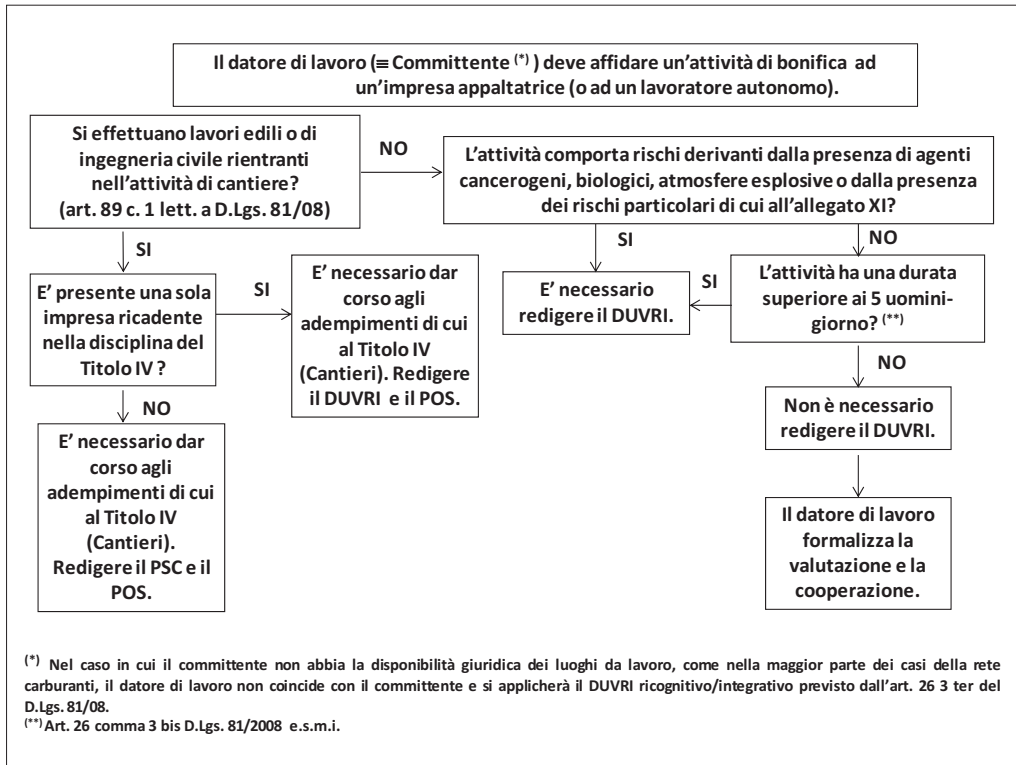 Il datore di lavoro (≡ Committente (*) ) deve affidare un'attività di bonifica ad
un'impresa appaltatrice (o ad un lavoratore autonomo).
Si effettuano lavori edili o di
ingegneria civile rientranti
nell'attività di cantiere?
(art. 89 c. 1 lett. a D.Lgs. 81/08)
NO
L'attività comporta rischi derivanti dalla presenza di agenti
cancerogeni, biologici, atmosfere esplosive o dalla presenza
dei rischi particolari di cui all'allegato XI?
SI
SI
NO
E' presente una sola
impresa ricadente
nella disciplina del
Titolo IV ?
SI
E' necessario dar
corso agli
adempimenti di cui
al Titolo IV
(Cantieri). Redigere
il DUVRI e il POS.
E' necessario
redigere il DUVRI.
SI
L'attività ha una durata
superiore ai 5 uomini-
giorno? (**)
NO
NO
E' necessario dar
corso agli
adempimenti di cui
al Titolo IV
(Cantieri).
Redigere il PSC e il
POS.
Non è necessario
redigere il DUVRI.
Il datore di lavoro
formalizza la
valutazione e la
cooperazione.
(*) Nel caso in cui il committente non abbia la disponibilità giuridica dei luoghi da lavoro, come nella maggior parte dei casi della rete
carburanti, il datore di lavoro non coincide con il committente e si applicherà il DUVRI ricognitivo/integrativo previsto dall'art. 26 3 ter del
D.Lgs. 81/08.
(**) Art. 26 comma 3 bis D.Lgs. 81/2008 e.s.m.i.